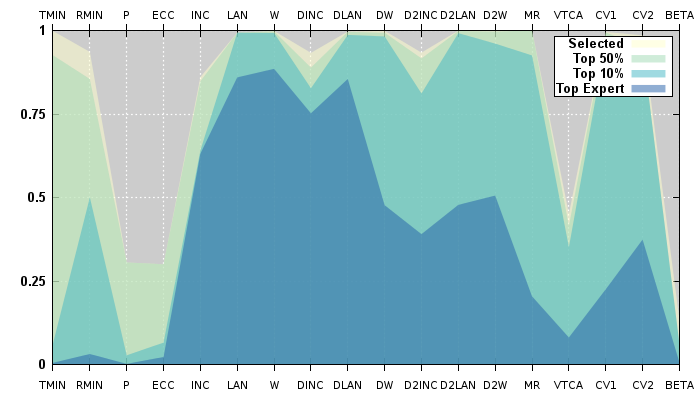 TMIN RMIN P ECC INC LAN W DINC DLAN DW D2INC D2LAN D2W MR VTCA CV1 CV2 BETA
1
Selected
Top 50%
Top 10%
Top Expert
0.75
0.5
0.25
0
TMIN RMIN P ECC INC LAN W DINC DLAN DW D2INC D2LAN D2W MR VTCA CV1 CV2 BETA